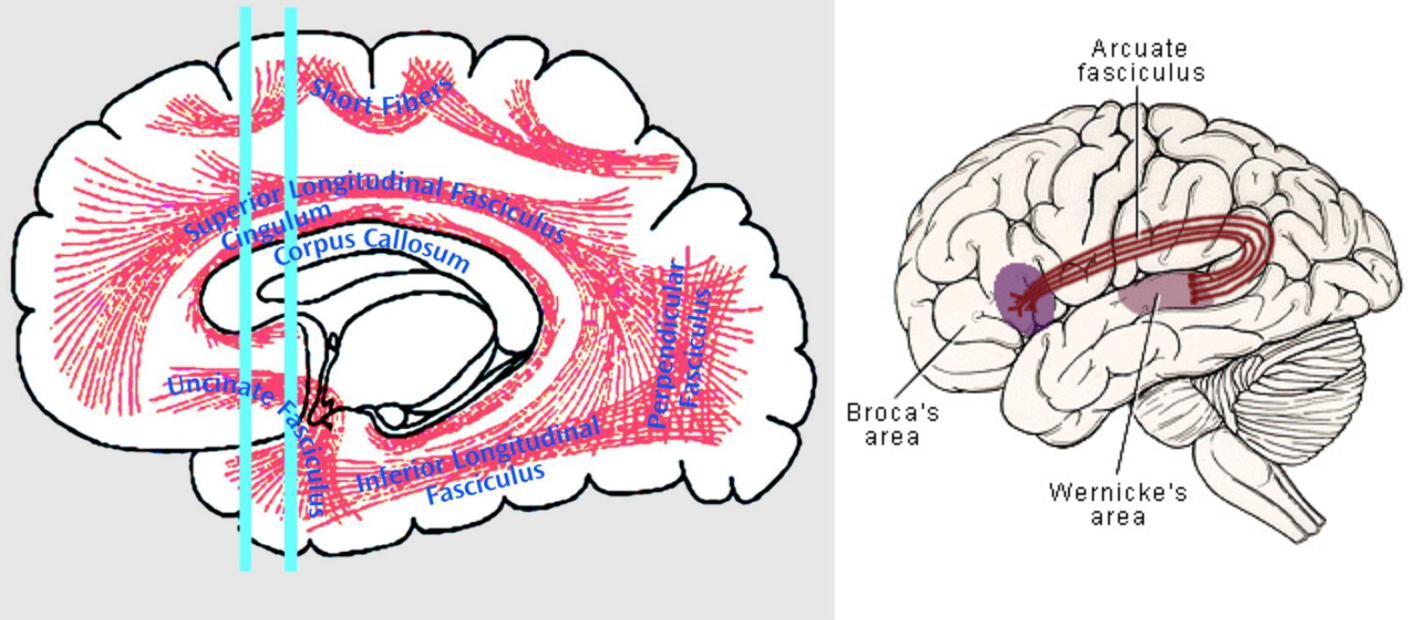 Short Fibers
Superior Longitudinal Fasciculus
Cingulum
Corpus Callosum
Uncinate Fasciculus
Inferior Longitudinal
Fasciculus
Perpendicular
Fasciculus
Arcuate
fasciculus
Broca's
area
Wernicke's
area